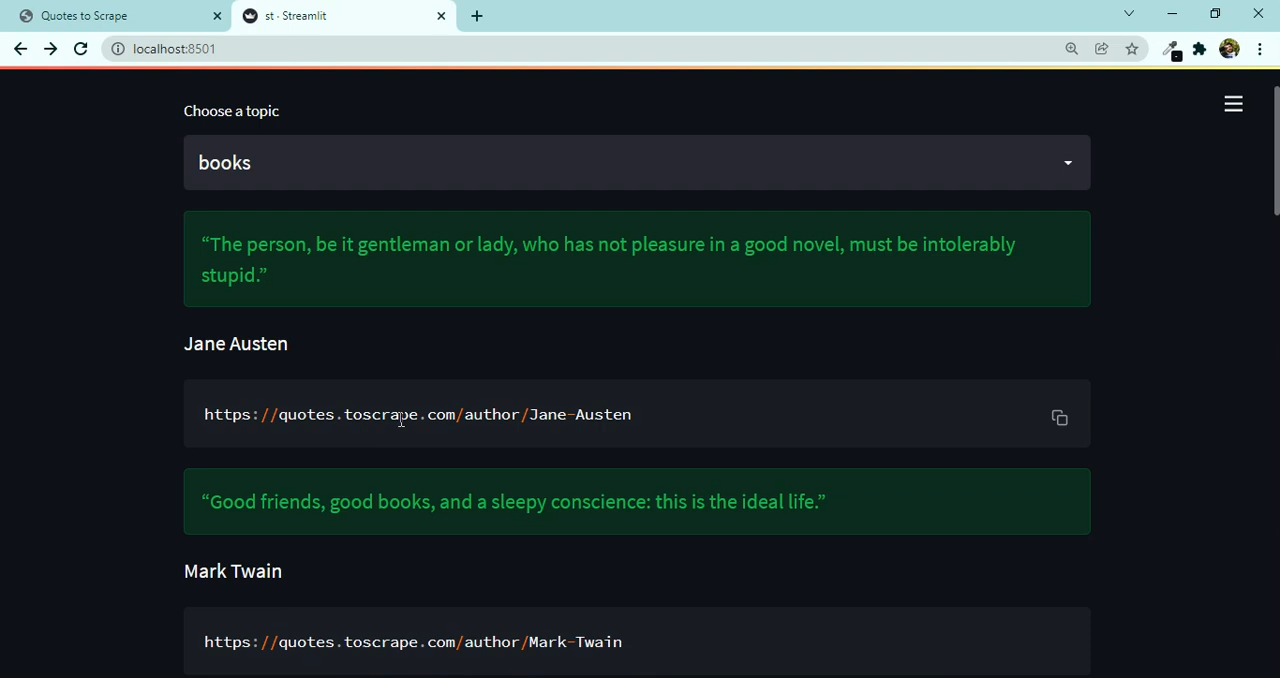 Quotes to Scrape
st · Streamlit
localhost:8501
Choose a topic
books
“The person, be it gentleman or lady, who has not pleasure in a good novel, must be intolerably
stupid.”
Jane Austen
https://quotes.toscrape.com/author/Jane-Austen
“Good friends, good books, and a sleepy conscience: this is the ideal life.”
Mark Twain
https://quotes.toscrape.com/author/Mark-Twain